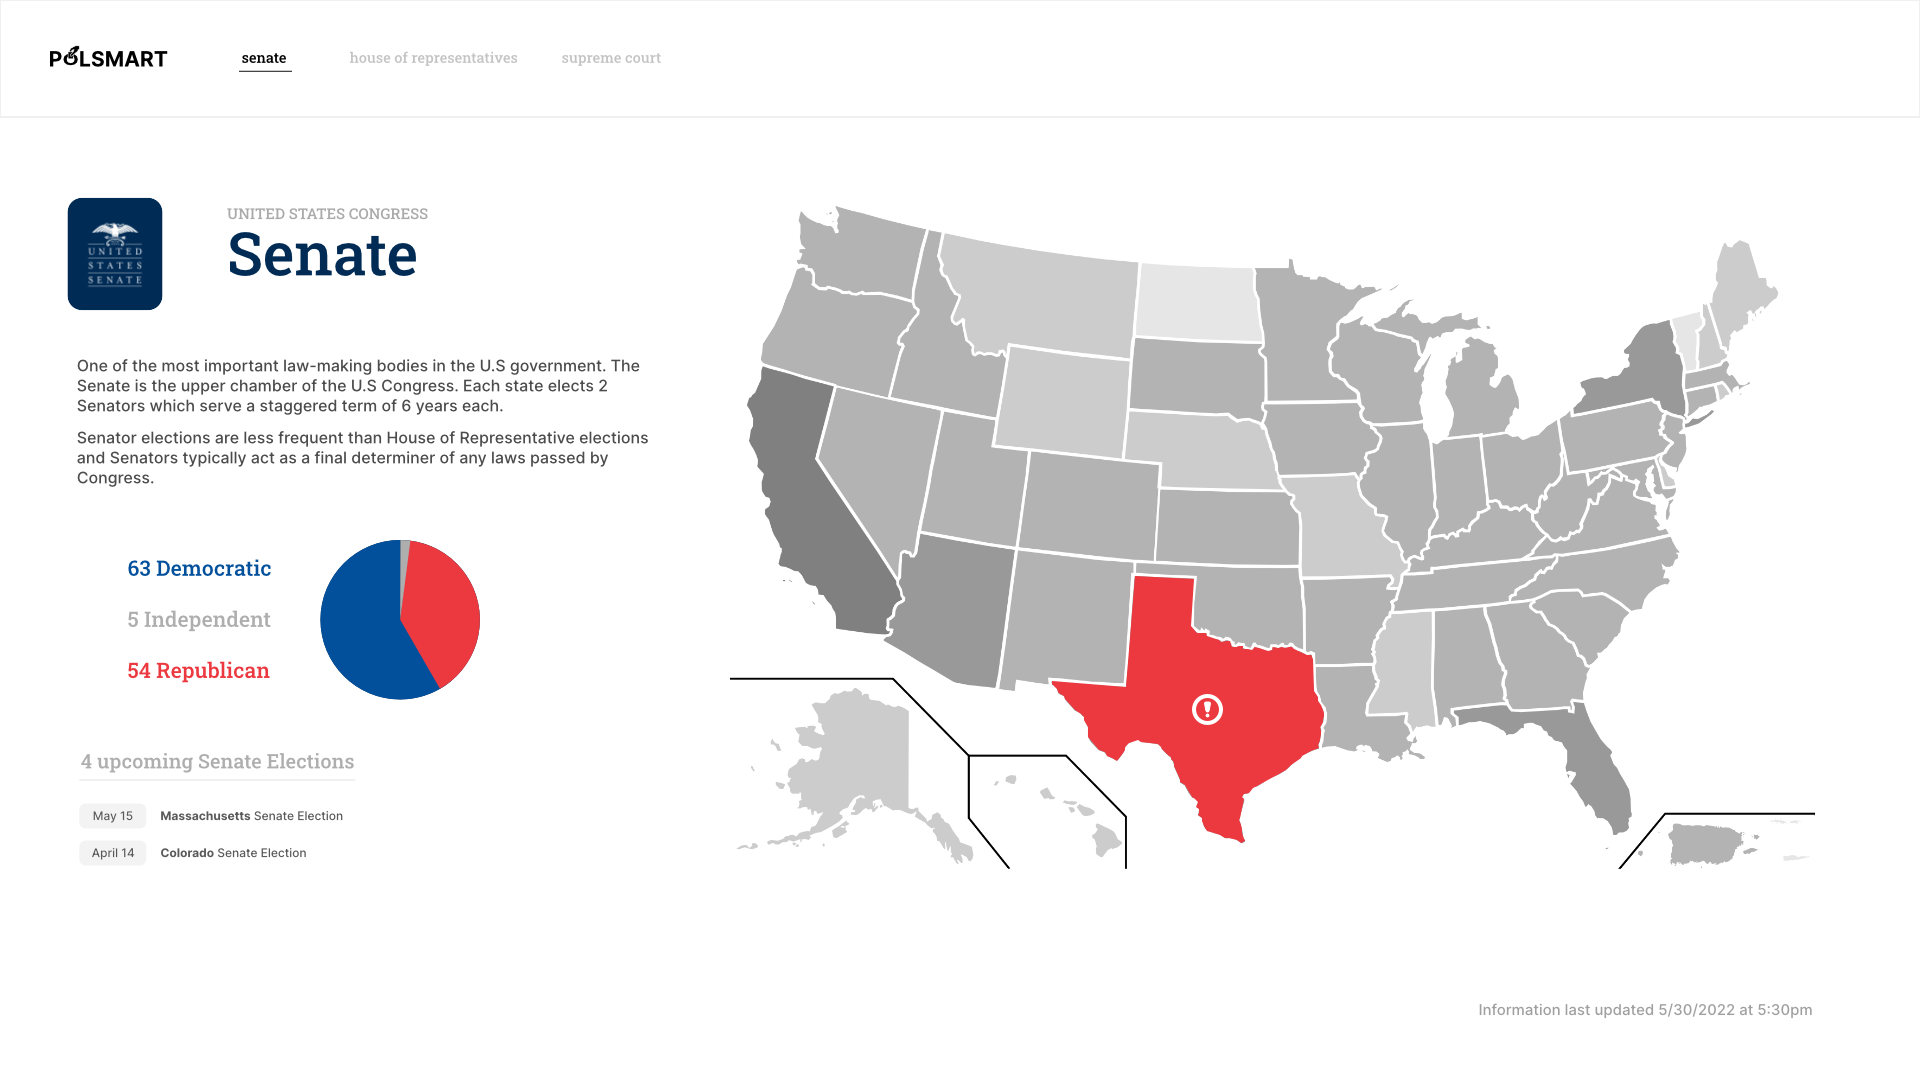 POLSMART
senate
house of representatives
supreme court
UNITED
STATES
SENATE
UNITED STATES CONGRESS
Senate
One of the most important law-making bodies in the U.S government. The
Senate is the upper chamber of the U.S Congress. Each state elects 2
Senators which serve a staggered term of 6 years each.
Senator elections are less frequent than House of Representative elections
and Senators typically act as a final determiner of any laws passed by
Congress.
63 Democratic
5 Independent
54 Republican
4 upcoming Senate Elections
May 15 Massachusetts Senate Election
April 14 Colorado Senate Election
Information last updated 5/30/2022 at 5:30pm